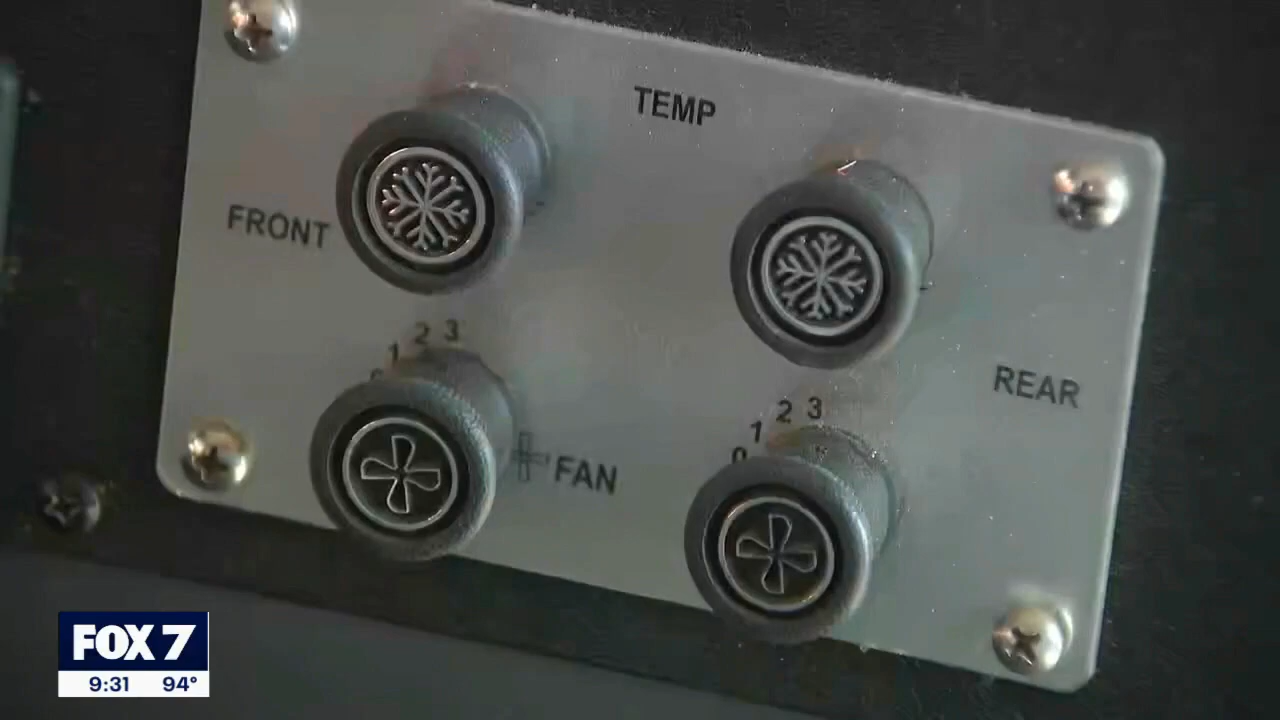 TEMP
FRONT
REAR
1 2 3
FAN
0 1 2 3
FOX 7
9:31 94°